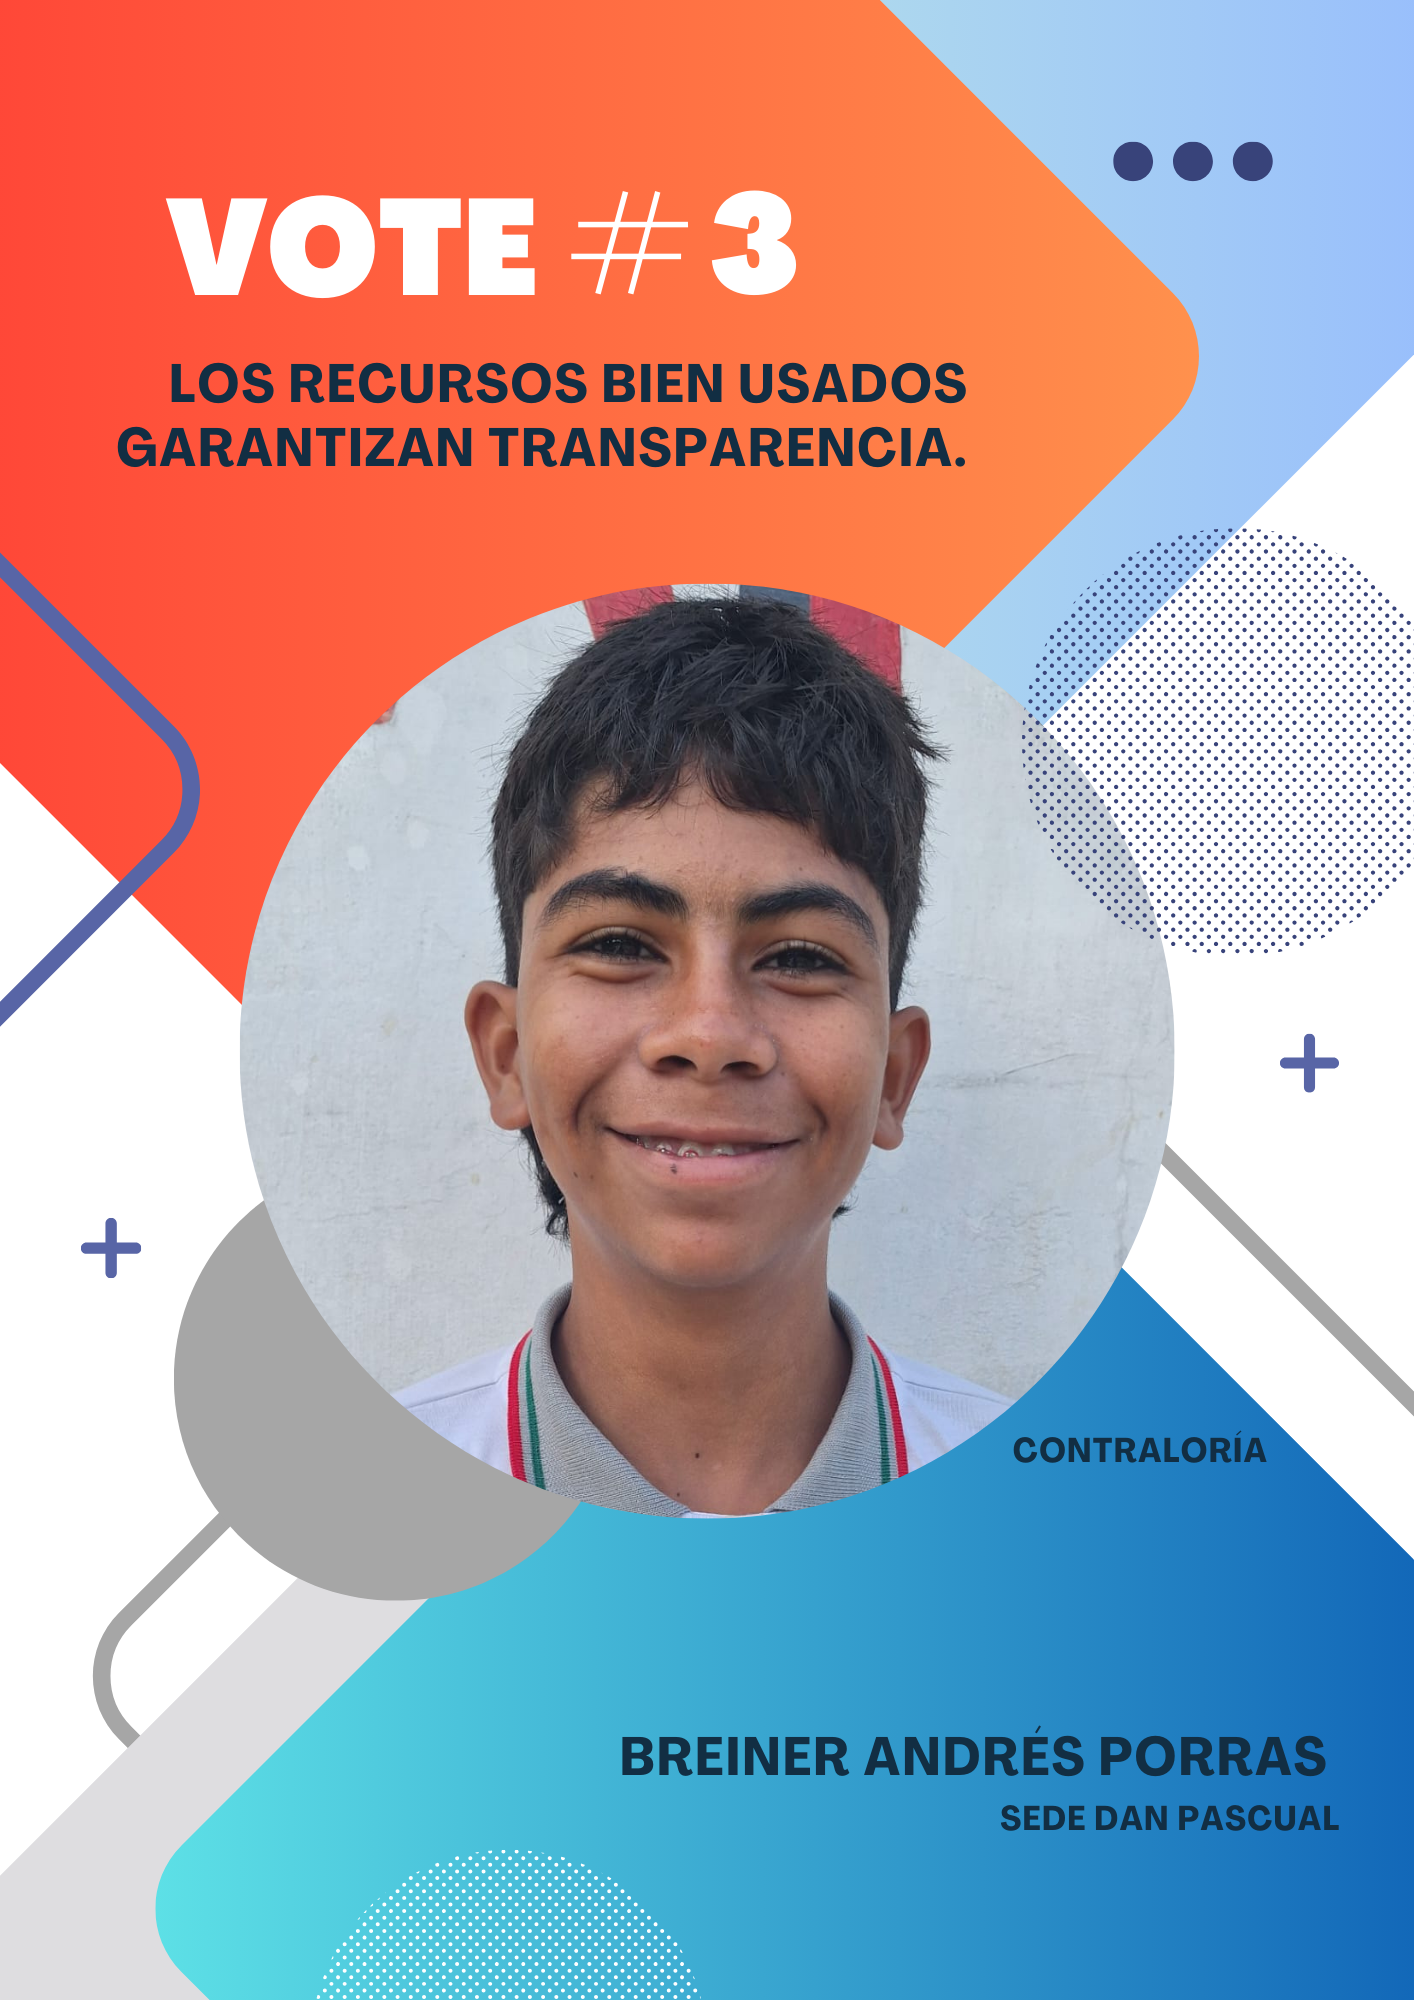 VOTE # 3
LOS RECURSOS BIEN USADOS
GARANTIZAN TRANSPARENCIA.
CONTRALORÍA
BREINER ANDRÉS PORRAS
SEDE DAN PASCUAL